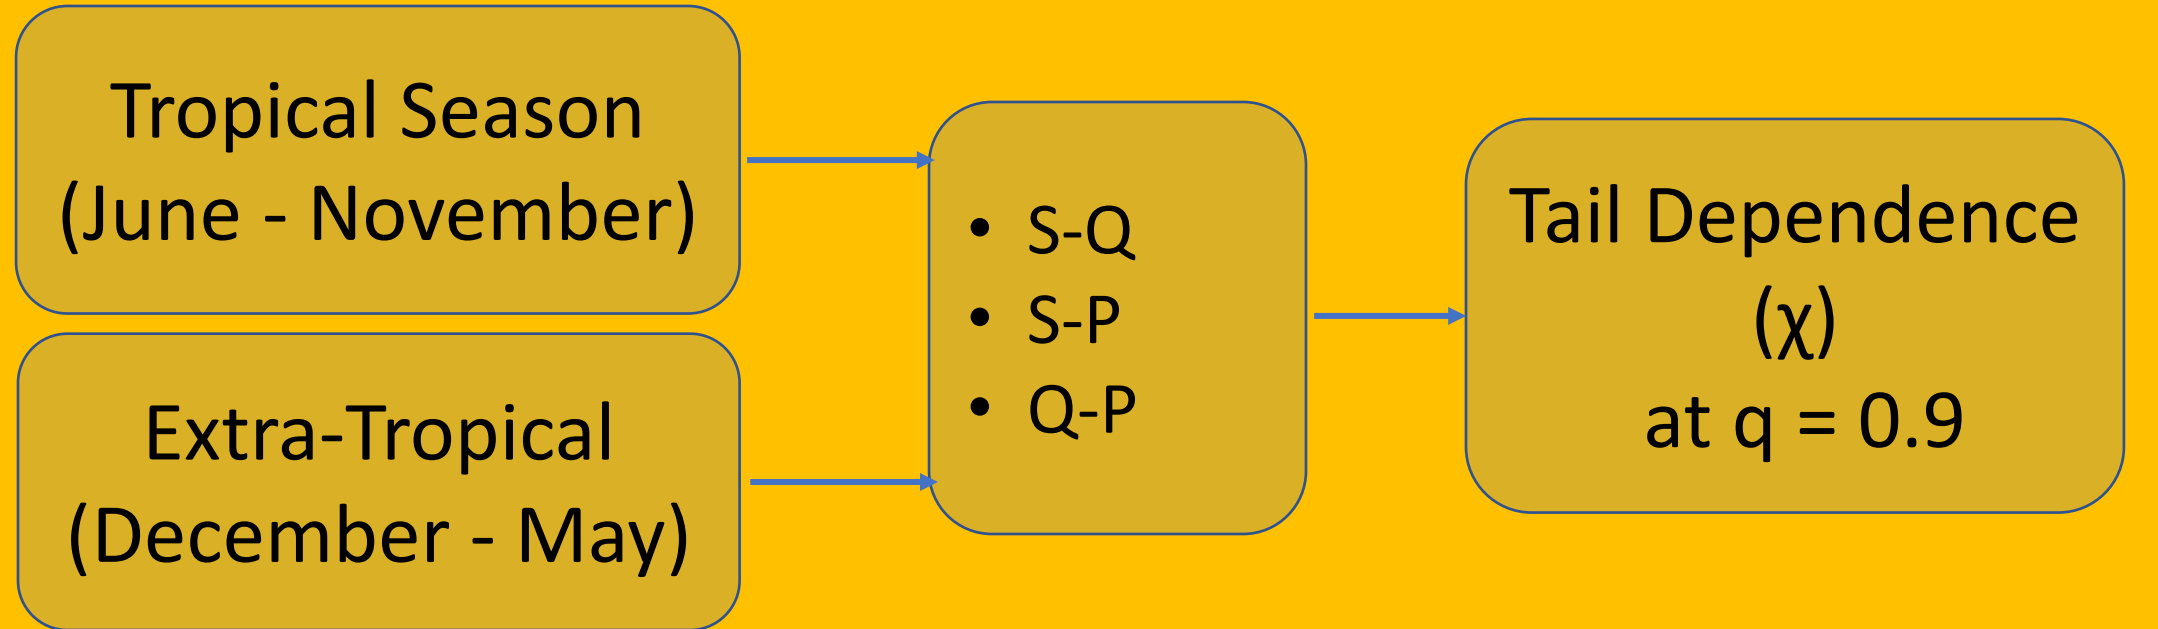 Tropical Season
(June - November)
Extra-Tropical
(December - May)
• S-Q
• S-P
• Q-P
Tail Dependence
(χ)
at q = 0.9